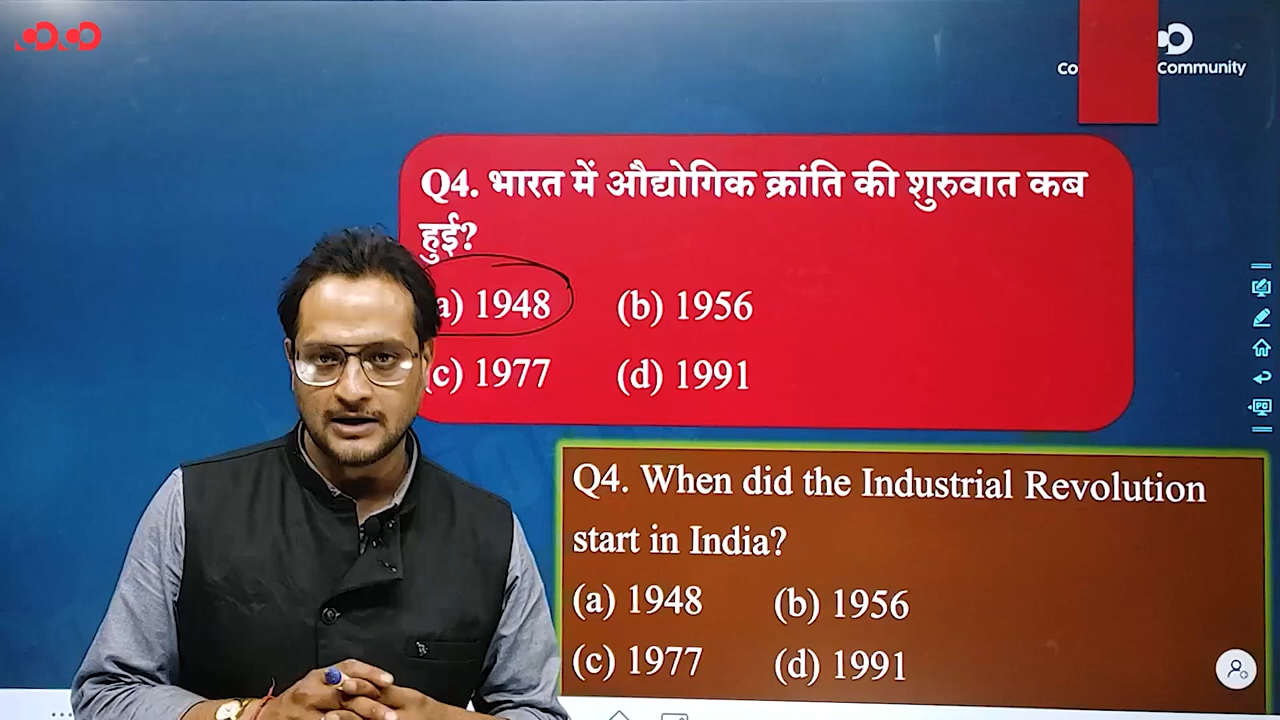 Community
Q4. भारत में औद्योगिक क्रांति की शुरुवात कब
हुई?
a) 1948 (b) 1956
(c) 1977 (d) 1991
Q4. When did the Industrial Revolution
start in India?
(a) 1948 (b) 1956
(c) 1977 (d) 1991